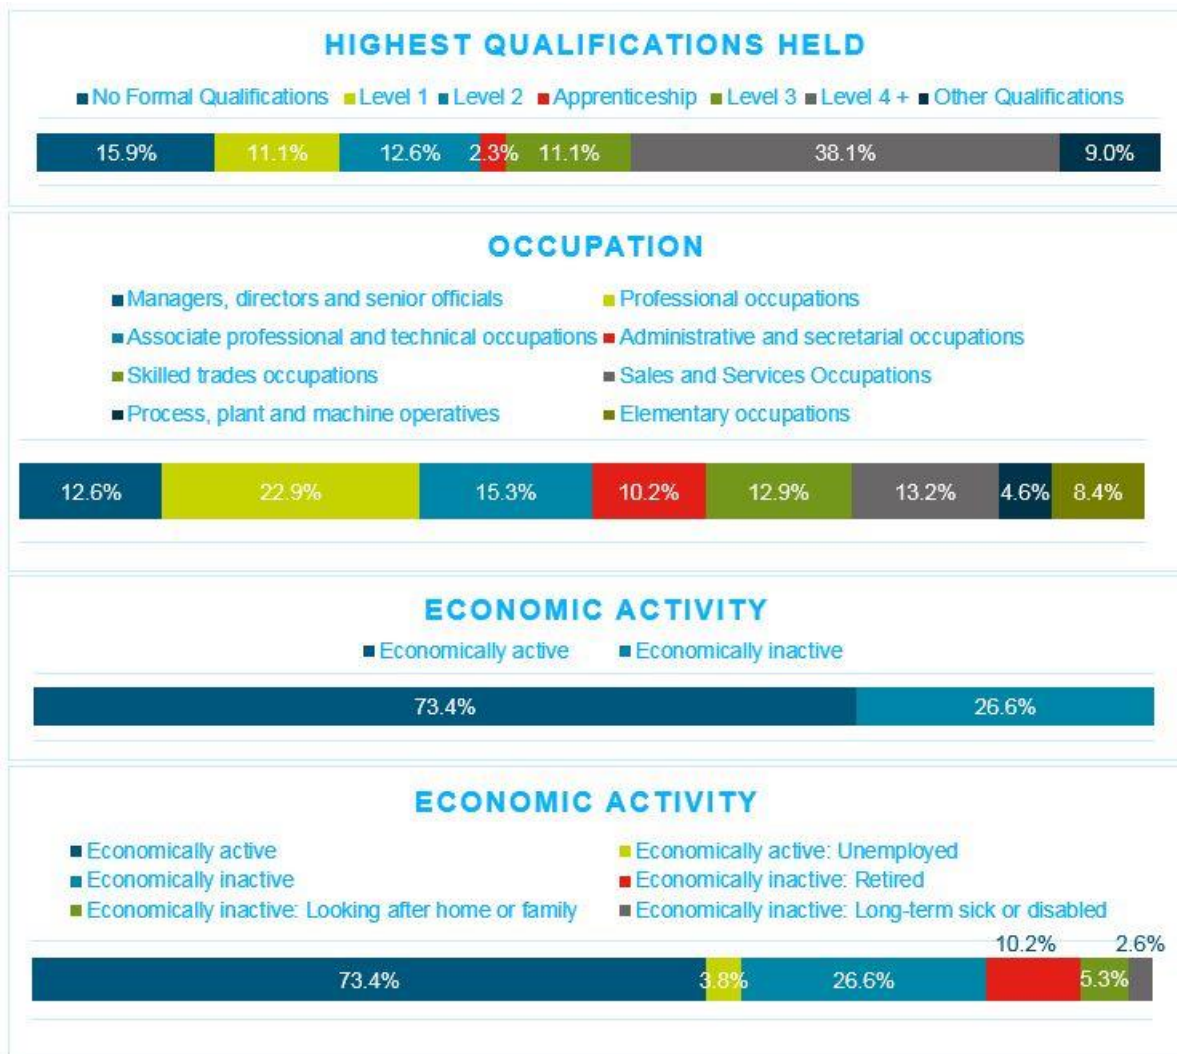 HIGHEST QUALIFICATIONS HELD
No Formal Qualifications Level 1 Level 2 Apprenticeship Level 3 Level 4 + Other Qualifications
15.9% 11.1% 12.6% 2.3% 11.1% 38.1% 9.0%
OCCUPATION
Managers, directors and senior officials Professional occupations
Associate professional and technical occupations Administrative and secretarial occupations
Skilled trades occupations Sales and Services Occupations
Process, plant and machine operatives Elementary occupations
12.6% 22.9% 15.3% 10.2% 12.9% 13.2% 4.6% 8.4%
ECONOMIC ACTIVITY
Economically active Economically inactive
73.4% 26.6%
ECONOMIC ACTIVITY
Economically active Economically active: Unemployed
Economically inactive Economically inactive: Retired
Economically inactive: Looking after home or family Economically inactive: Long-term sick or disabled
10.2% 2.6%
73.4% 3.8% 26.6% 5.3%